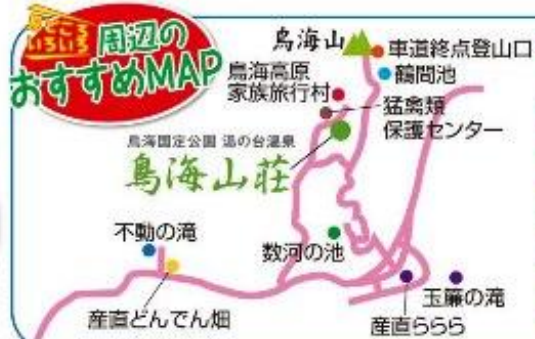 見どころ
いろいろ
周辺の
おすすめMAP
鳥海山
車道終点登山口
鶴間池
鳥海高原
家族旅行村
猛禽類
保護センター
鳥海国定公園 湯の台温泉
鳥海山荘
不動の滝
数河の池
産直どんでん畑
玉簾の滝
産直ららら